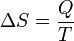 ΔS = Q/T